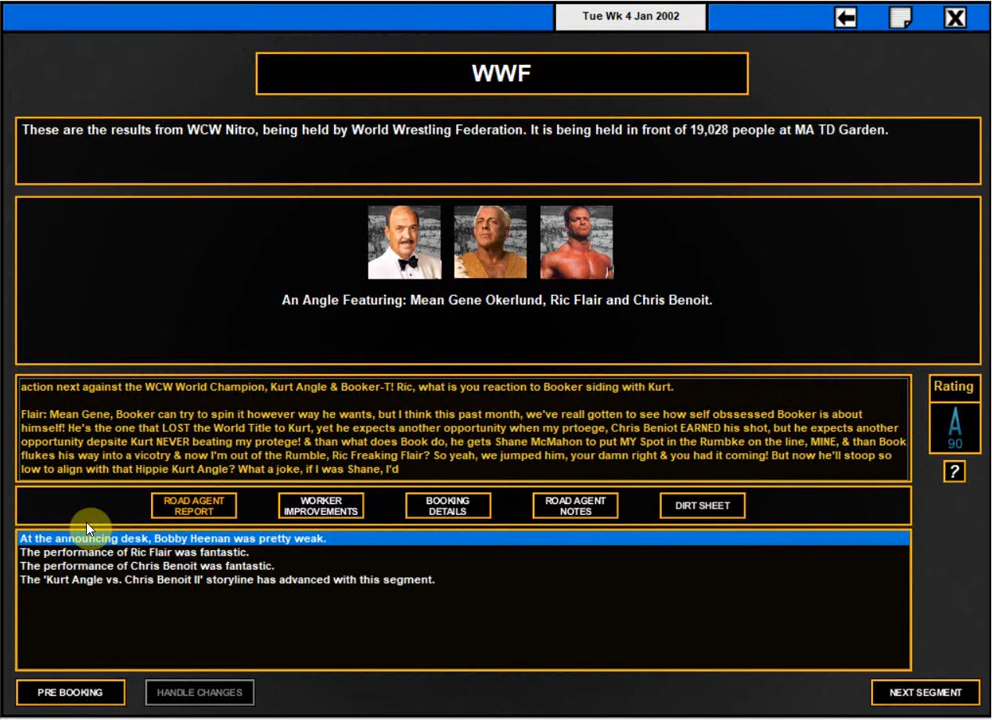 Tue Wk 4 Jan 2002
WWF
These are the results from WCW Nitro, being held by World Wrestling Federation. It is being held in front of 19,028 people at MA TD Garden.
An Angle Featuring: Mean Gene Okerlund, Ric Flair and Chris Benoit.
action next against the WCW World Champion, Kurt Angle & Booker-T! Ric, what is you reaction to Booker siding with Kurt.
Flair: Mean Gene, Booker can try to spin it however way he wants, but I think this past month, we've reall gotten to see how self obssessed Booker is about
himself! He's the one that LOST the World Title to Kurt, yet he expects another opportunity when my prtoege, Chris Beniot EARNED his shot, but he expects another
opportunity depsite Kurt NEVER beating my protege! & than what does Book do, he gets Shane McMahon to put MY Spot in the Rumbke on the line, MINE, & than Book
flukes his way into a vicotry & now I'm out of the Rumble, Ric Freaking Flair? So yeah, we jumped him, your damn right & you had it coming! But now he'll stoop so
low to align with that Hippie Kurt Angle? What a joke, if I was Shane, I'd
Rating
A
90
?
ROAD AGENT
REPORT
WORKER
IMPROVEMENTS
BOOKING
DETAILS
ROAD AGENT
NOTES
DIRT SHEET
At the announcing desk, Bobby Heenan was pretty weak.
The performance of Ric Flair was fantastic.
The performance of Chris Benoit was fantastic.
The 'Kurt Angle vs. Chris Benoit II' storyline has advanced with this segment.
PRE BOOKING
HANDLE CHANGES
NEXT SEGMENT